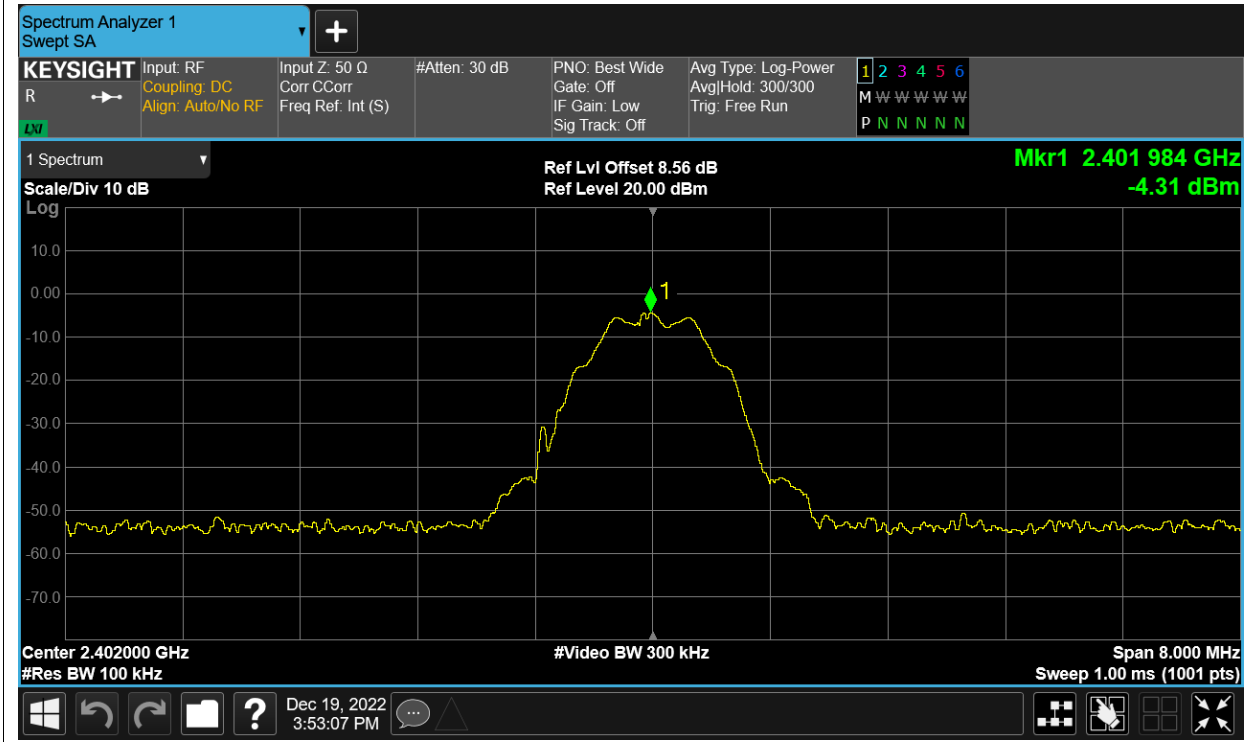 Spectrum Analyzer 1
Swept SA
KEYSIGHT
R
LXI
Input: RF
Coupling: DC
Align: Auto/No RF
Input Z: 50 Ω
Corr CCorr
Freq Ref: Int (S)
#Atten: 30 dB
PNO: Best Wide
Gate: Off
IF Gain: Low
Sig Track: Off
Avg Type: Log-Power
Avg|Hold: 300/300
Trig: Free Run
1 2 3 4 5 6
M W W W W W
P N N N N N
1 Spectrum
Scale/Div 10 dB
Log
Ref Lvl Offset 8.56 dB
Ref Level 20.00 dBm
Mkr1 2.401 984 GHz
-4.31 dBm
1
10.0
0.00
-10.0
-20.0
-30.0
-40.0
-50.0
-60.0
-70.0
Center 2.402000 GHz
#Res BW 100 kHz
#Video BW 300 kHz
Span 8.000 MHz
Sweep 1.00 ms (1001 pts)
?
Dec 19, 2022
3:53:07 PM